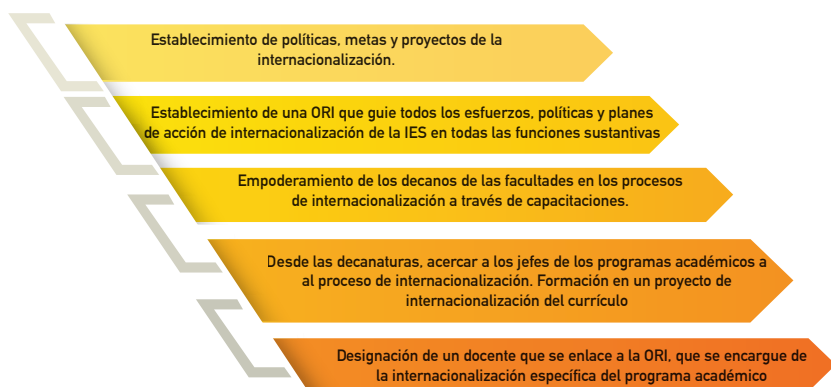 Establecimiento de políticas, metas y proyectos de la
internacionalización.
Establecimiento de una ORI que guie todos los esfuerzos, políticas y planes
de acción de internacionalización de la IES en todas las funciones sustantivas
Empoderamiento de los decanos de las facultades en los procesos
de internacionalización a través de capacitaciones.
Desde las decanaturas, acercar a los jefes de los programas académicos a
al proceso de internacionalización. Formación en un proyecto de
internacionalización del currículo
Designación de un docente que se enlace a la ORI, que se encargue de
la internacionalización específica del programa académico